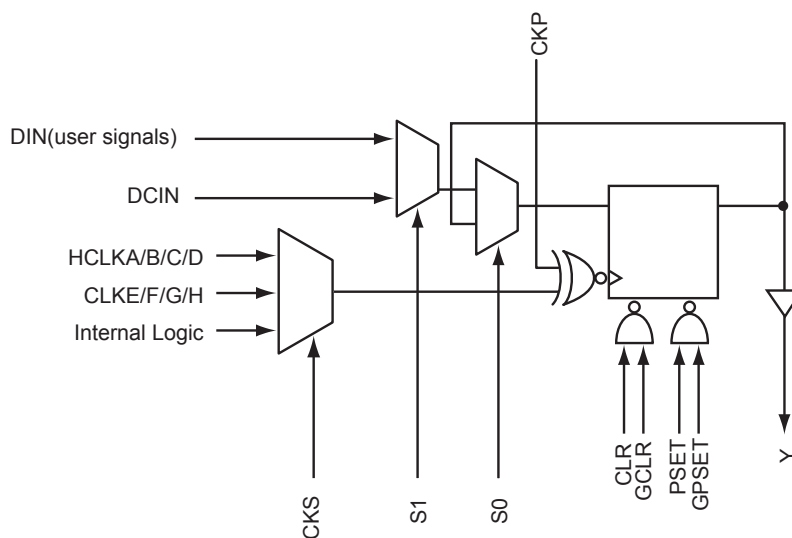 CKP
DIN(user signals)
DCIN
HCLKA/B/C/D
CLKE/F/G/H
Internal Logic
CKS
S1
S0
CLR
GCLR
PSET
GPSET
Y